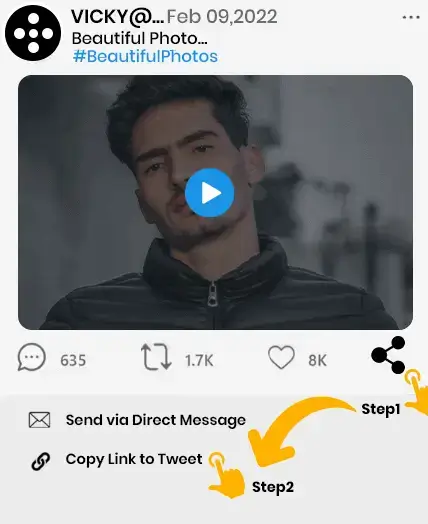 VICKY@... Feb 09,2022
Beautiful Photo...
#BeautifulPhotos
635 1.7K 8K
Send via Direct Message
Step1
Copy Link to Tweet
Step2